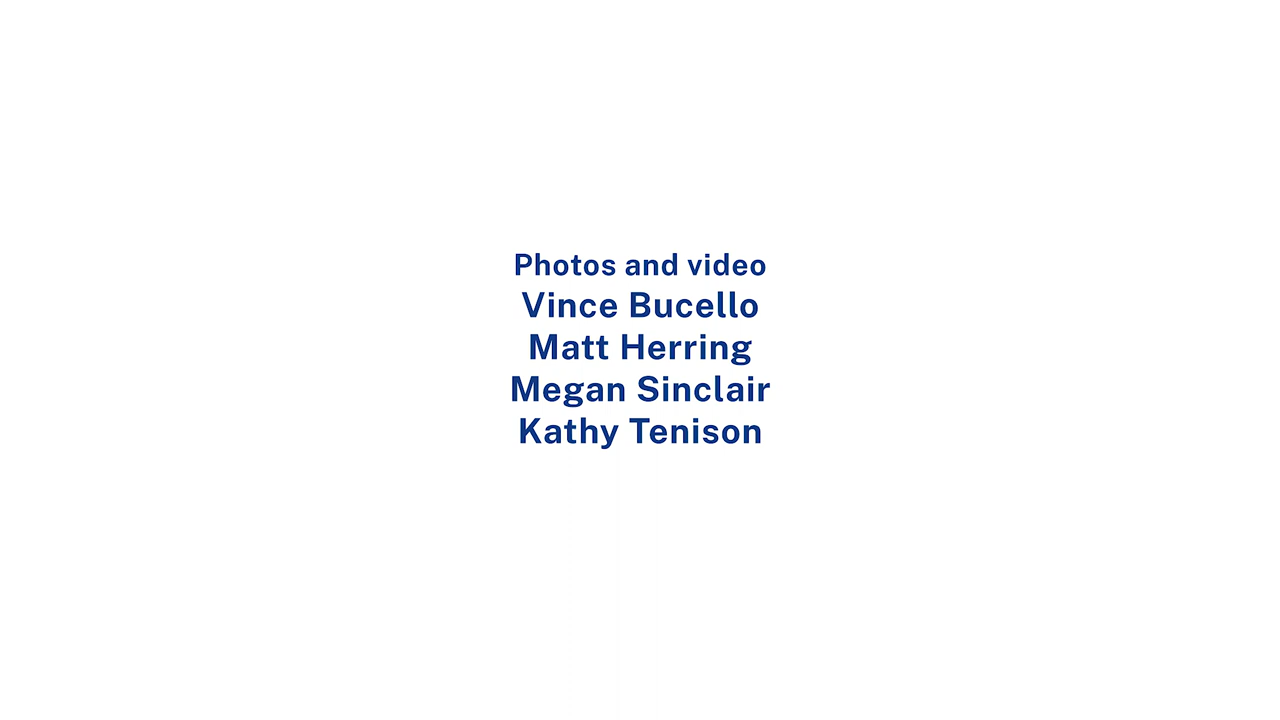 Photos and video
Vince Bucello
Matt Herring
Megan Sinclair
Kathy Tenison